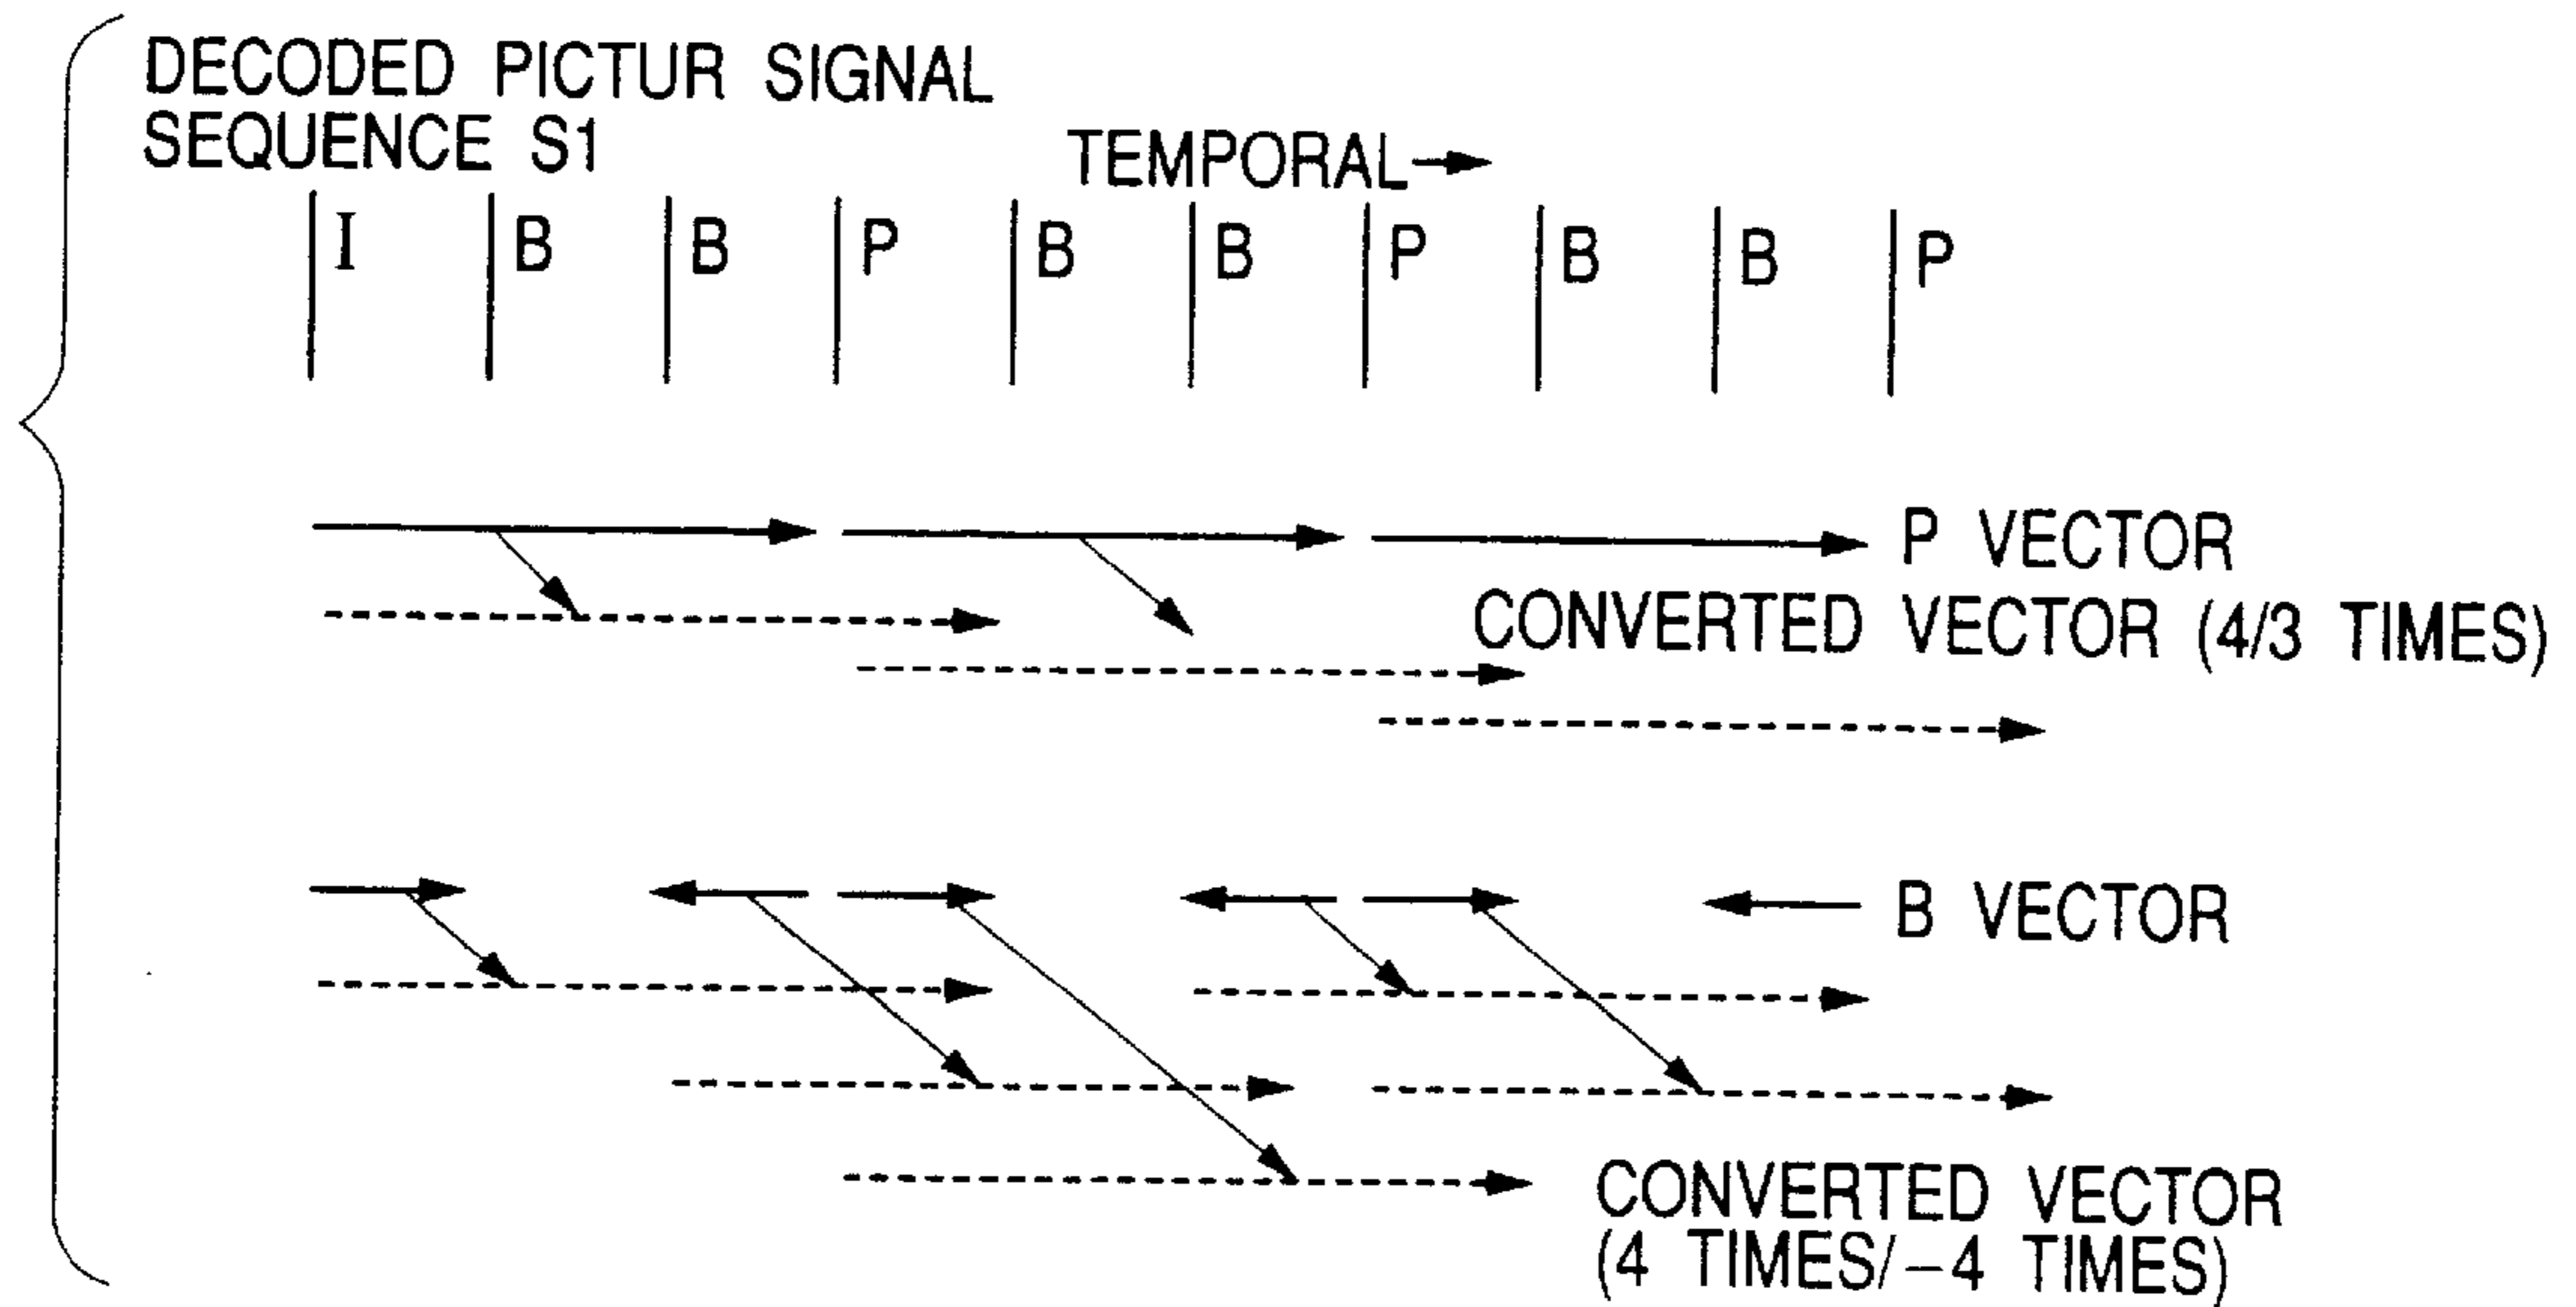 DECODED PICTUR SIGNAL
SEQUENCE S1
TEMPORAL
I B B P B B P B B P
P VECTOR
CONVERTED VECTOR (4/3 TIMES)
B VECTOR
CONVERTED VECTOR
(4 TIMES/−4 TIMES)